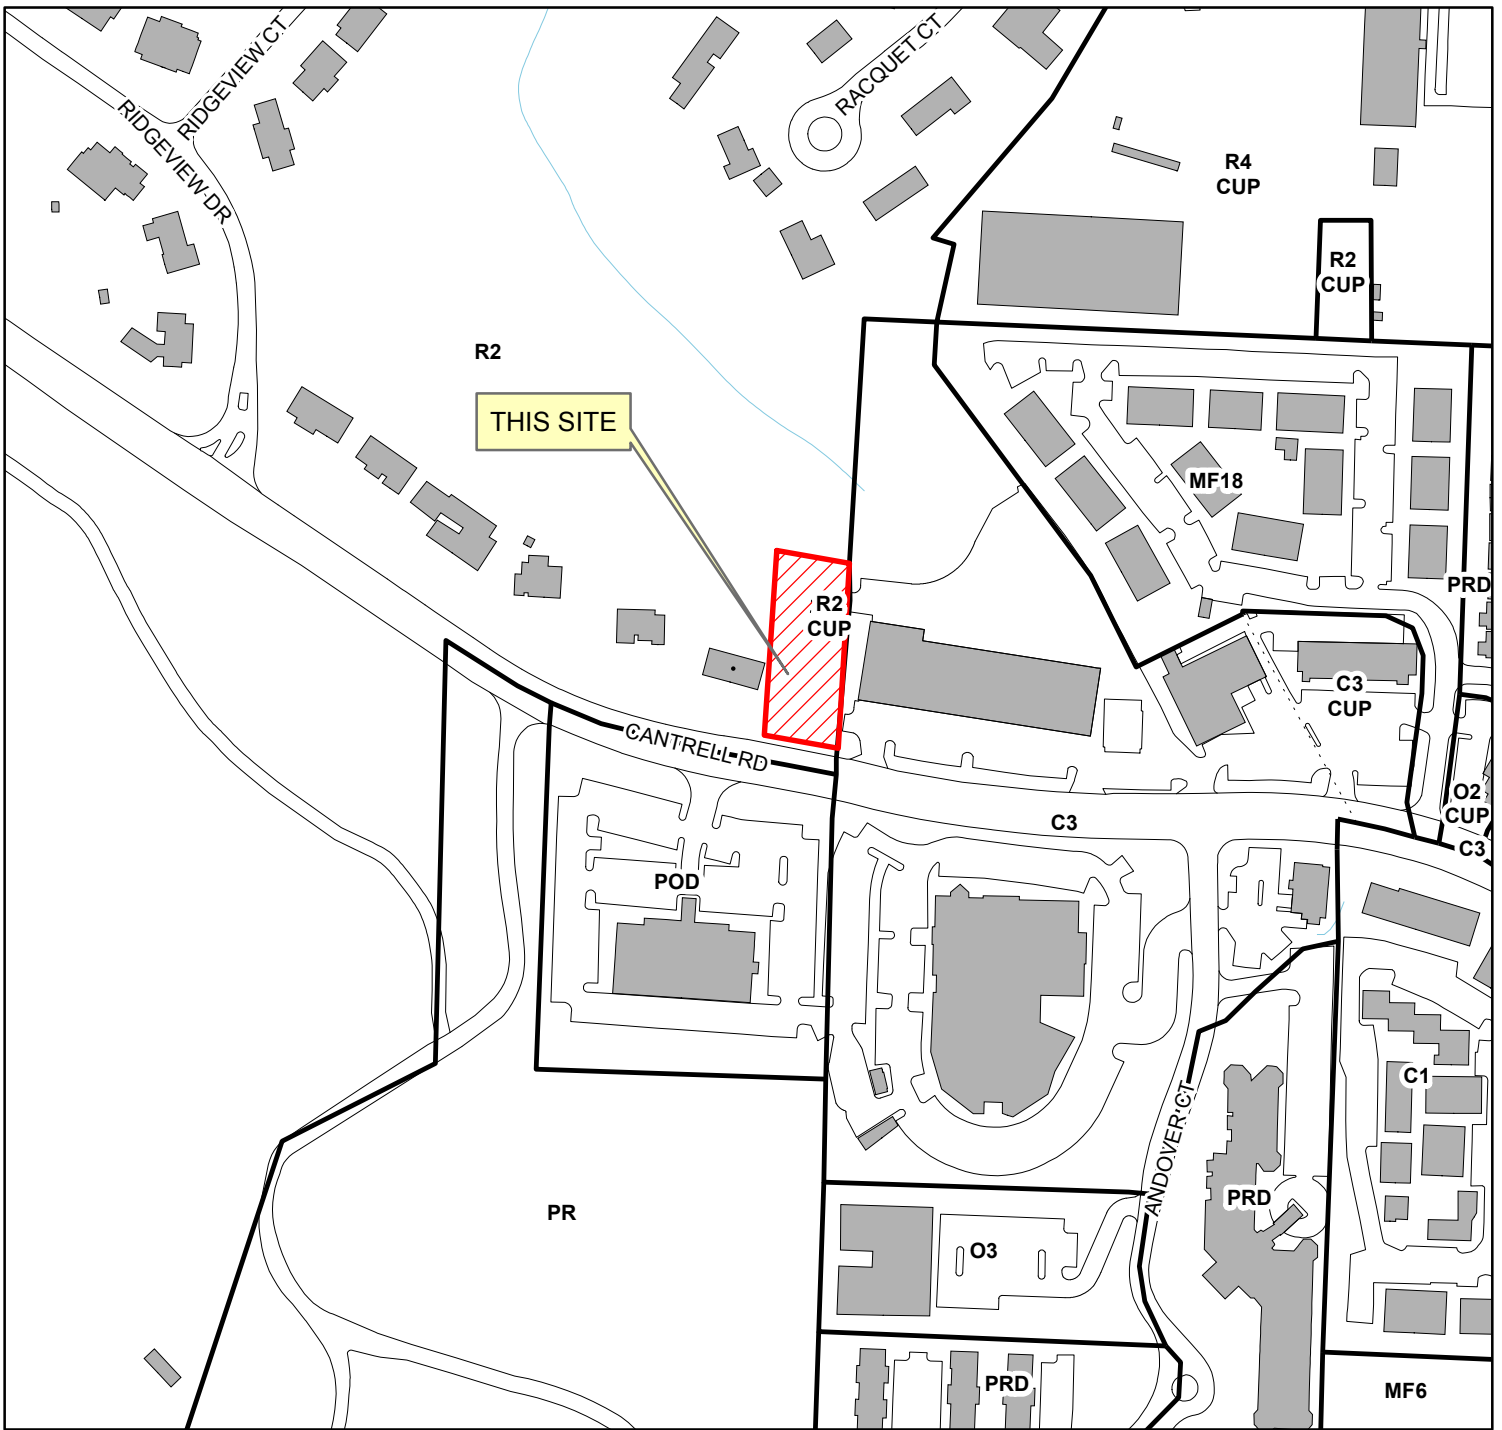 RIDGEVIEW CT
RACQUET CT
RIDGEVIEW DR
R4
CUP
R2
CUP
R2
THIS SITE
MF18
PRD
R2
CUP
C3
CUP
CANTRELL RD
O2
CUP
C3
C3
POD
C1
ANDOVER CT
PRD
PR
O3
PRD
MF6